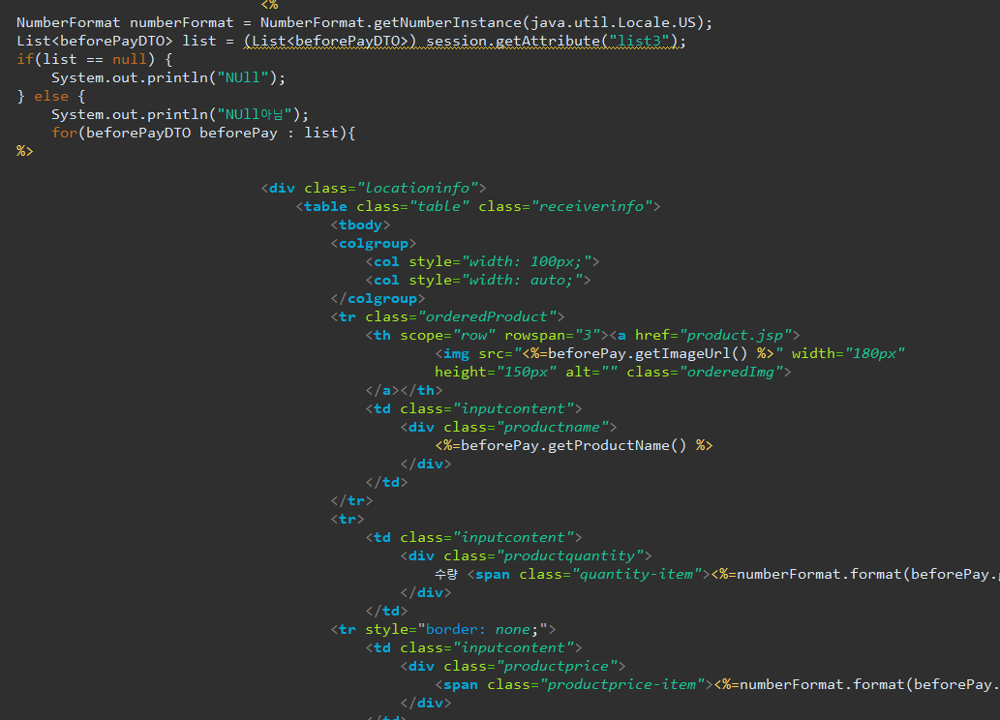 <%
NumberFormat numberFormat = NumberFormat.getNumberInstance(java.util.Locale.US);
List<beforePayDTO> list = (List<beforePayDTO>) session.getAttribute("list3");
if(list == null) {
    System.out.println("NUll");
} else {
    System.out.println("NUll아님");
    for(beforePayDTO beforePay : list){
%>
<div class="locationinfo">
    <table class="table" class="receiverinfo">
        <tbody>
        <colgroup>
            <col style="width: 100px;">
            <col style="width: auto;">
        </colgroup>
        <tr class="orderedProduct">
            <th scope="row" rowspan="3"><a href="product.jsp">
                    <img src="<%=beforePay.getImageUrl() %>" width="180px"
                    height="150px" alt="" class="orderedImg">
            </a></th>
            <td class="inputcontent">
                <div class="productname">
                    <%=beforePay.getProductName() %>
                </div>
            </td>
        </tr>
        <tr>
            <td class="inputcontent">
                <div class="productquantity">
                    수량 <span class="quantity-item"><%=numberFormat.format(beforePay.
                </div>
            </td>
        <tr style="border: none;">
            <td class="inputcontent">
                <div class="productprice">
                    <span class="productprice-item"><%=numberFormat.format(beforePay.
                </div>
            </td>